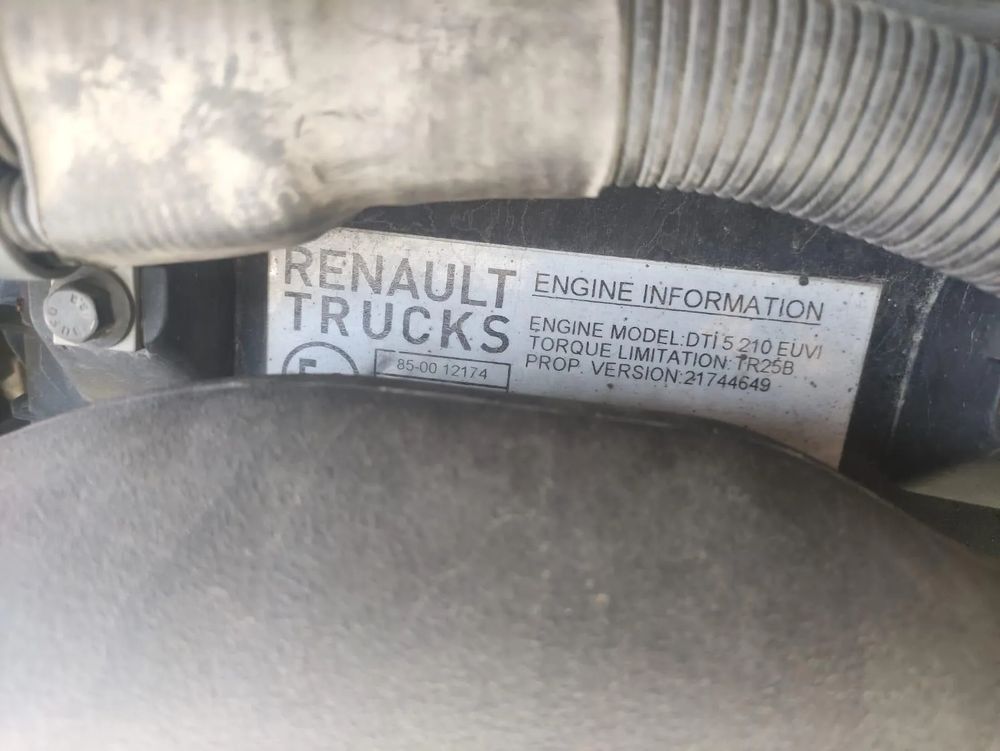 RENAULT
TRUCKS
E
85-00 12174
ENGINE INFORMATION
ENGINE MODEL:DTI 5 210 EUVI
TORQUE LIMITATION:TR25B
PROP. VERSION:21744649